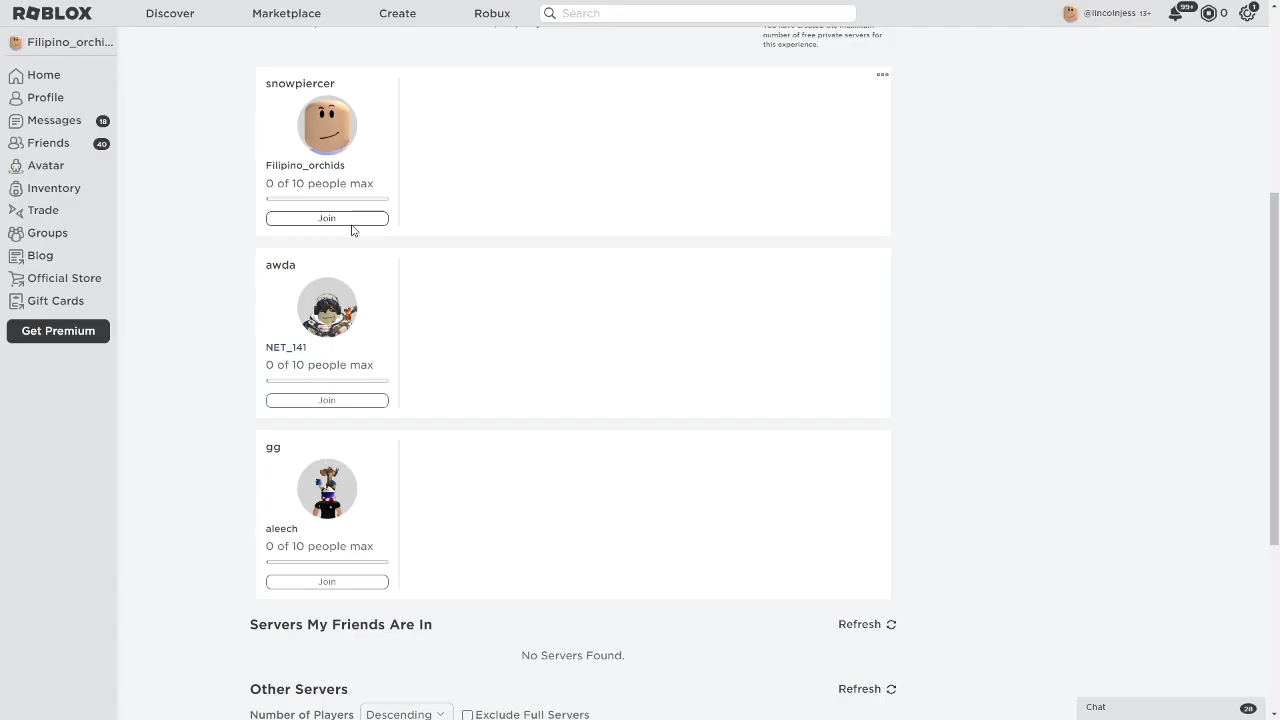 ROBLOX
Discover
Marketplace
Create
Robux
Search
@lincolnjess 13+
99+
0
1
Filipino_orchi...
Home
Profile
Messages 18
Friends 40
Avatar
Inventory
Trade
Groups
Blog
Official Store
Gift Cards
Get Premium
number of free private servers for
this experience.
snowpiercer
Filipino_orchids
0 of 10 people max
Join
awda
NET_141
0 of 10 people max
Join
gg
aleech
0 of 10 people max
Join
Servers My Friends Are In
Refresh
No Servers Found.
Other Servers
Refresh
Number of Players
Descending
Exclude Full Servers
Chat
28